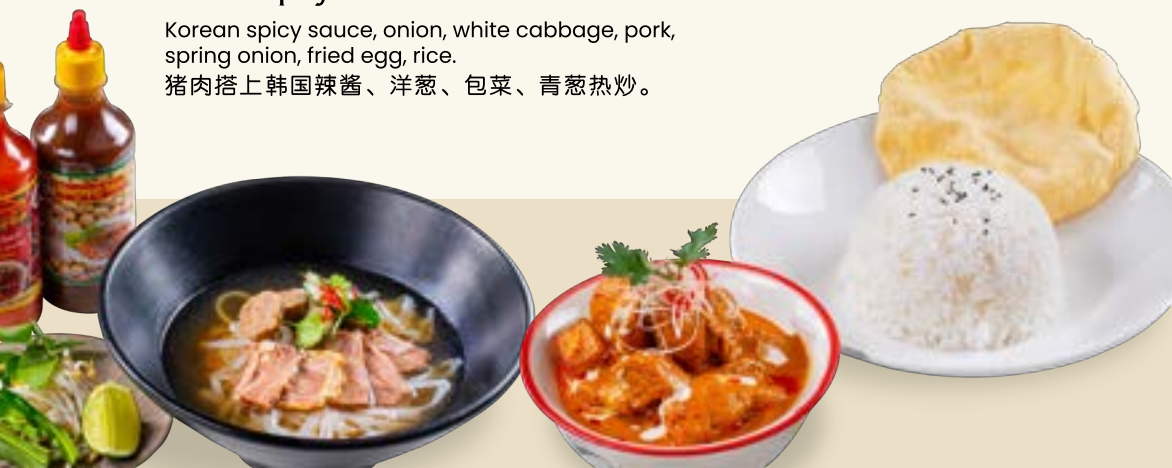 Korean spicy sauce, onion, white cabbage, pork,
spring onion, fried egg, rice.
猪肉搭上韩国辣酱、洋葱、包菜、青葱热炒。